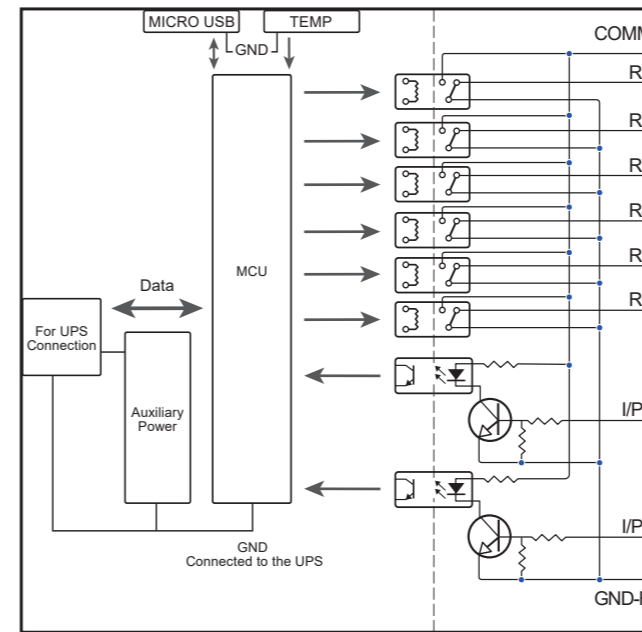 MICRO USB
TEMP
GND
COMM
R
R
R
R
R
R
MCU
Data
For UPS
Connection
Auxiliary
Power
I/P
I/P
GND
Connected to the UPS
GND-